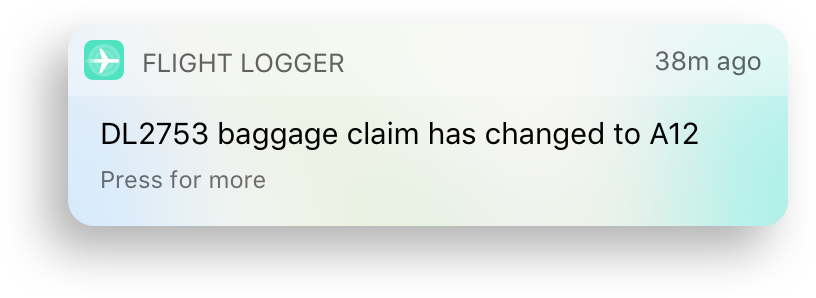 FLIGHT LOGGER 38m ago
DL2753 baggage claim has changed to A12
Press for more